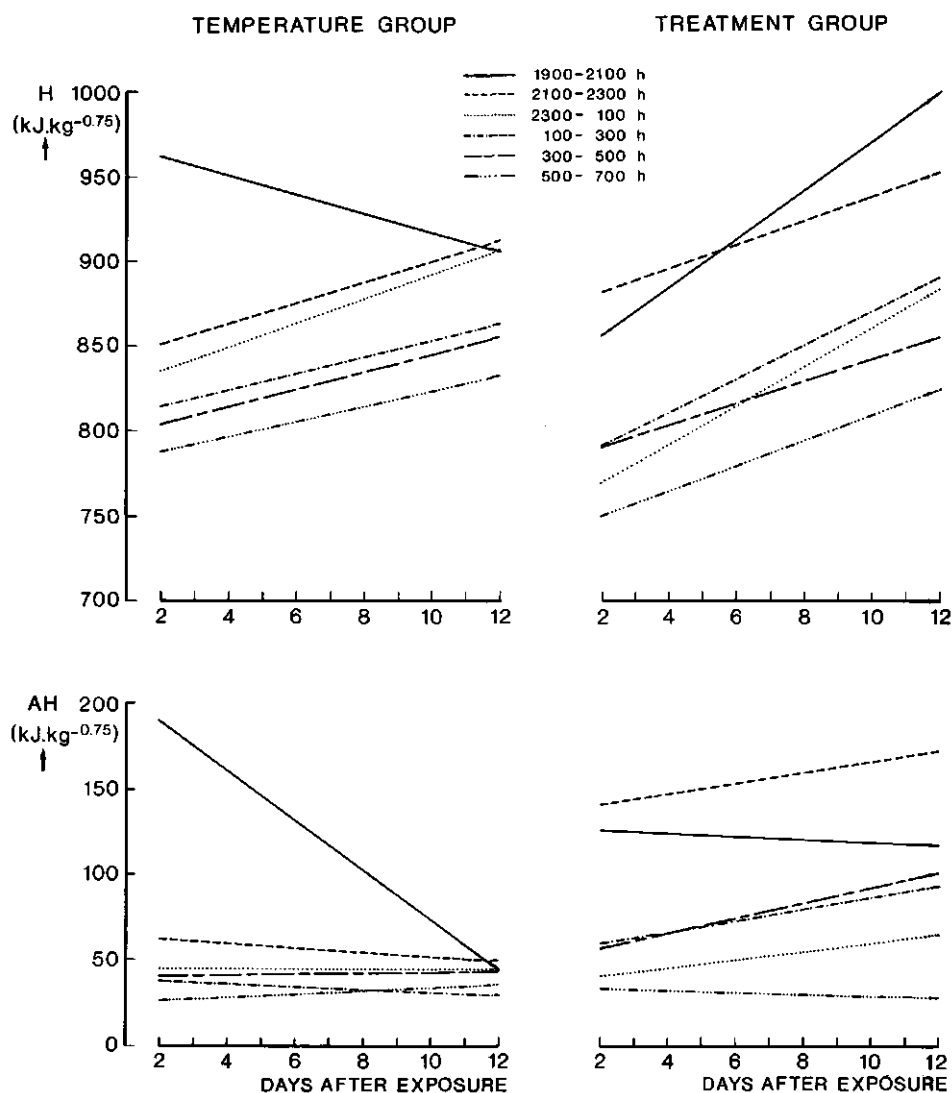 TEMPERATURE GROUP
TREATMENT GROUP
H
(kJ.kg-0.75)
1000
950
900
850
800
750
700
1900-2100 h
2100-2300 h
2300- 100 h
100- 300 h
300- 500 h
500- 700 h
2 4 6 8 10 12
2 4 6 8 10 12
AH
(kJ.kg-0.75)
200
150
100
50
0
2 4 6 8 10 12
DAYS AFTER EXPOSURE
2 4 6 8 10 12
DAYS AFTER EXPOSURE